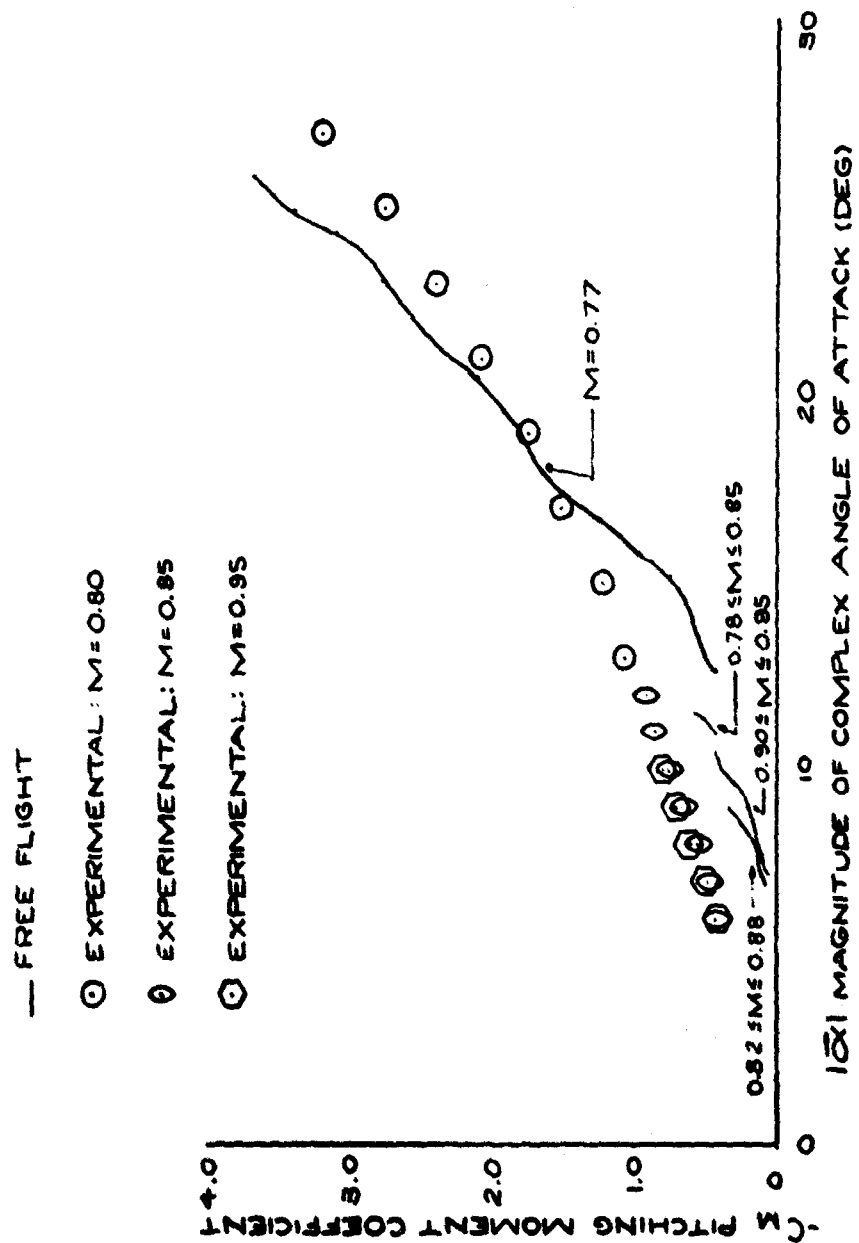 — FREE FLIGHT
EXPERIMENTAL: M=0.80
EXPERIMENTAL: M=0.85
EXPERIMENTAL: M=0.95
-CM PITCHING MOMENT COEFFICIENT
4.0
3.0
2.0
1.0
0
M=0.77
0.78≤M≤0.85
0.90≤M≤0.95
0.82≤M≤0.88
0
10
20
30
|ᾱ| MAGNITUDE OF COMPLEX ANGLE OF ATTACK (DEG)